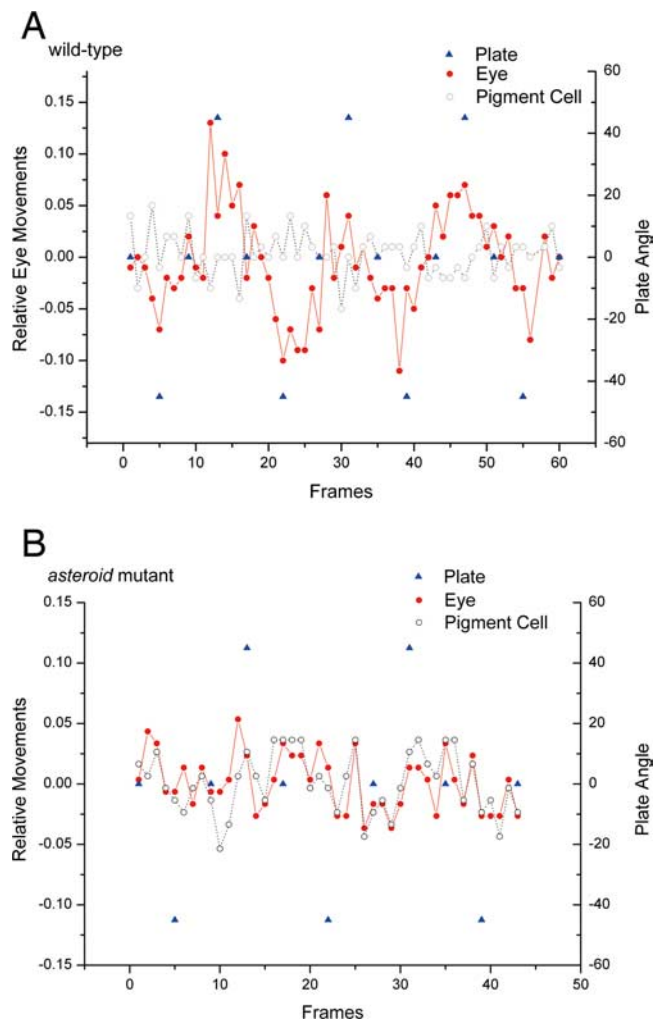 A
wild-type
Plate
Eye
Pigment Cell
0.15
0.10
0.05
0.00
-0.05
-0.10
-0.15
Relative Eye Movements
60
40
20
0
-20
-40
-60
Plate Angle
0 10 20 30 40 50 60
Frames
B
asteroid mutant
Plate
Eye
Pigment Cell
0.15
0.10
0.05
0.00
-0.05
-0.10
-0.15
Relative Movements
60
40
20
0
-20
-40
-60
Plate Angle
0 10 20 30 40 50
Frames